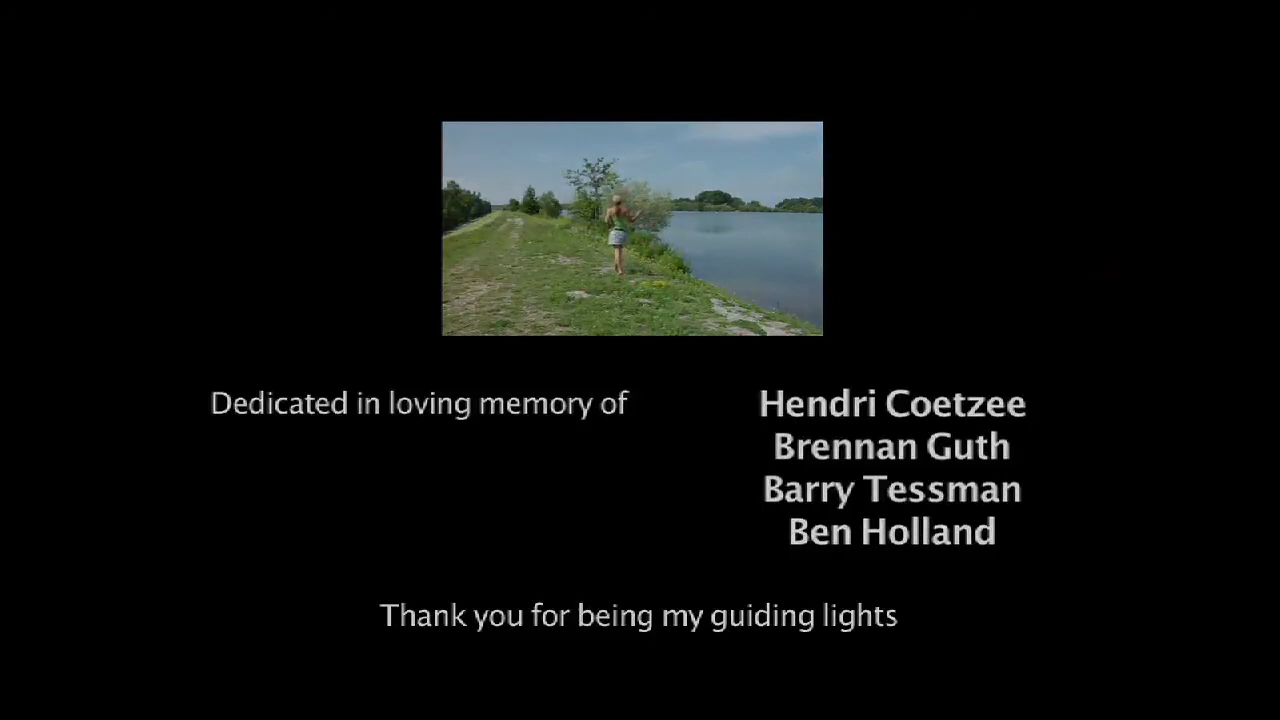 Dedicated in loving memory of
Hendri Coetzee
Brennan Guth
Barry Tessman
Ben Holland
Thank you for being my guiding lights